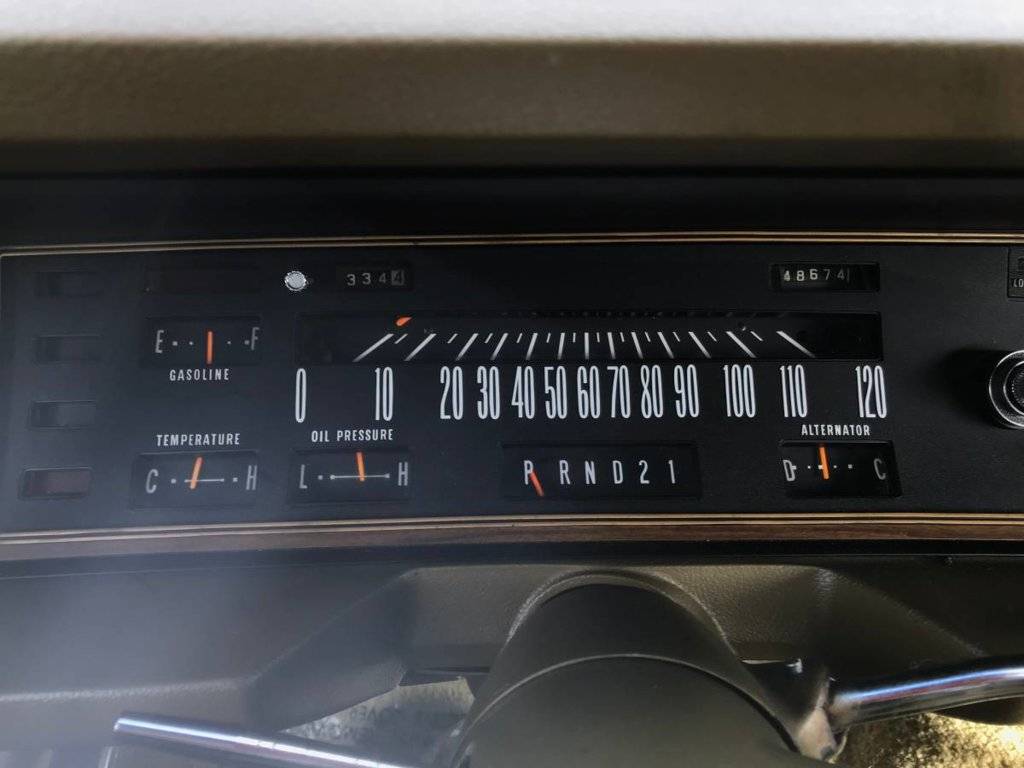 3344
48674
LO
E F
GASOLINE
0 10 20 30 40 50 60 70 80 90 100 110 120
TEMPERATURE
C H
OIL PRESSURE
L H
P R N D 2 1
ALTERNATOR
D C